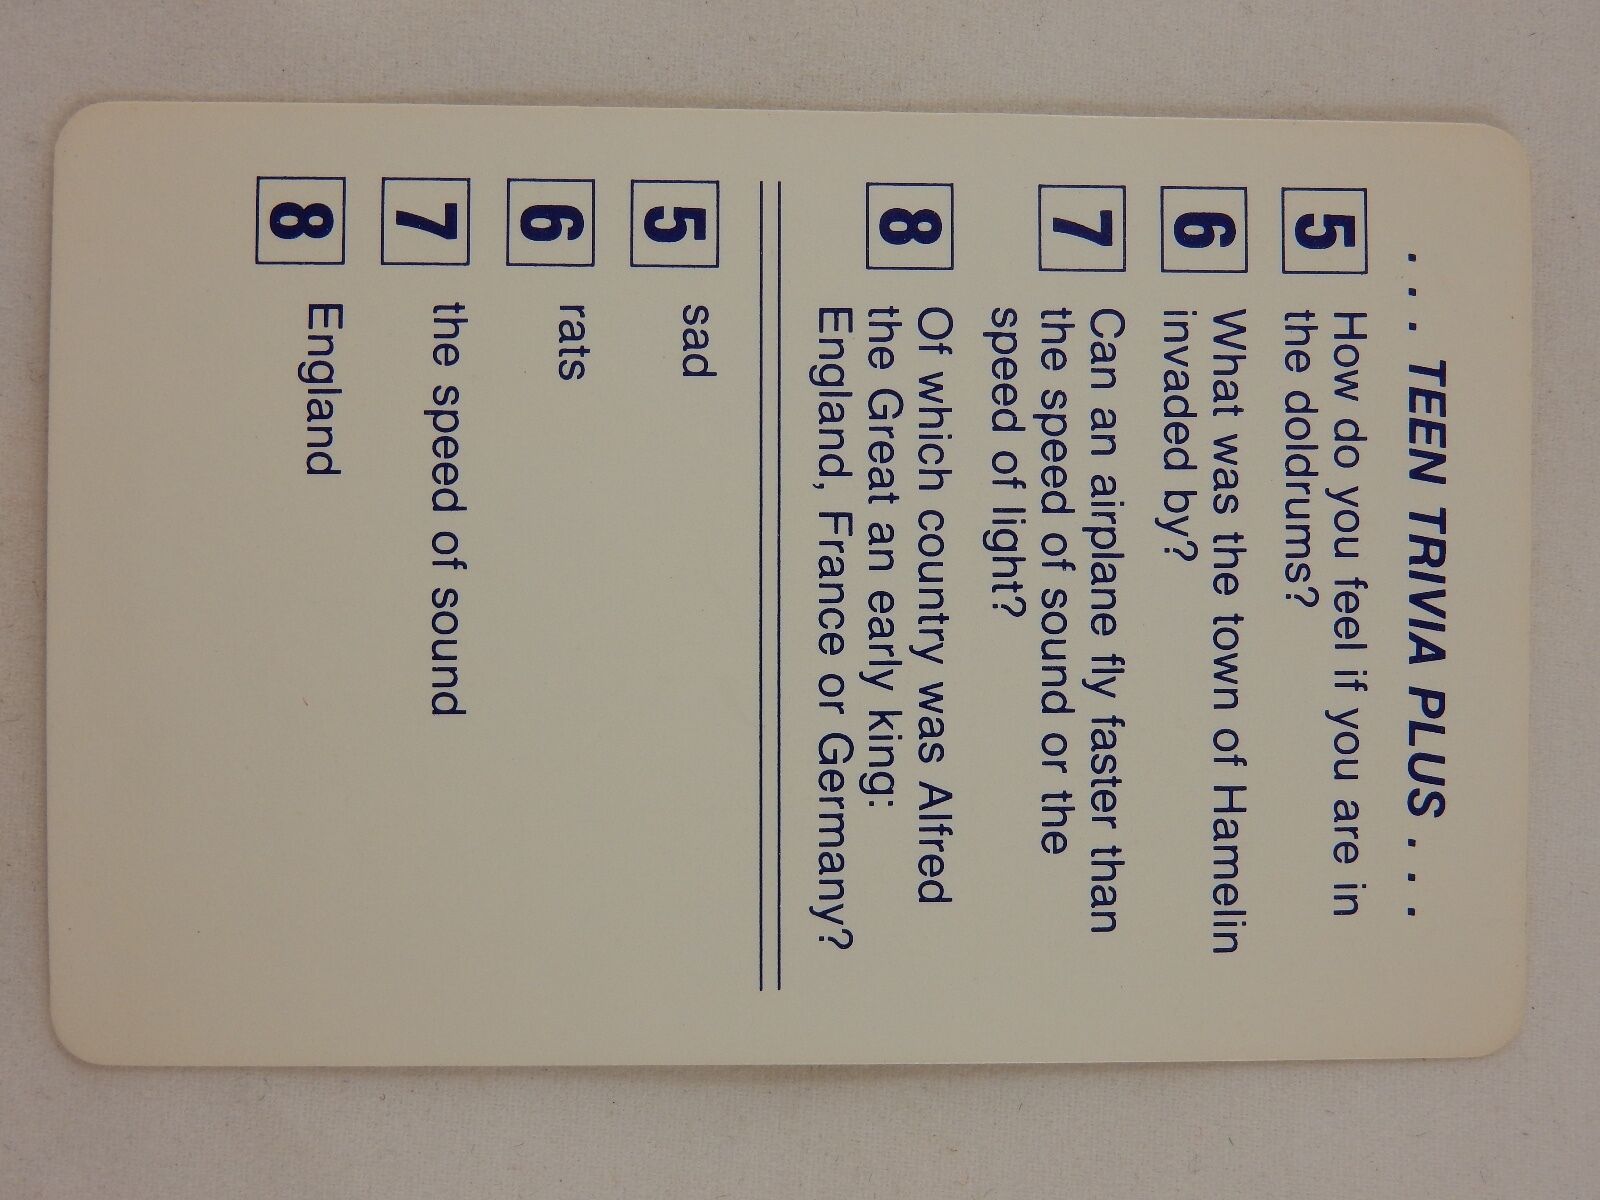 . . . TEEN TRIVIA PLUS . . .
5 How do you feel if you are in
the doldrums?
6 What was the town of Hamelin
invaded by?
7 Can an airplane fly faster than
the speed of sound or the
speed of light?
8 Of which country was Alfred
the Great an early king:
England, France or Germany?
5 sad
6 rats
7 the speed of sound
8 England